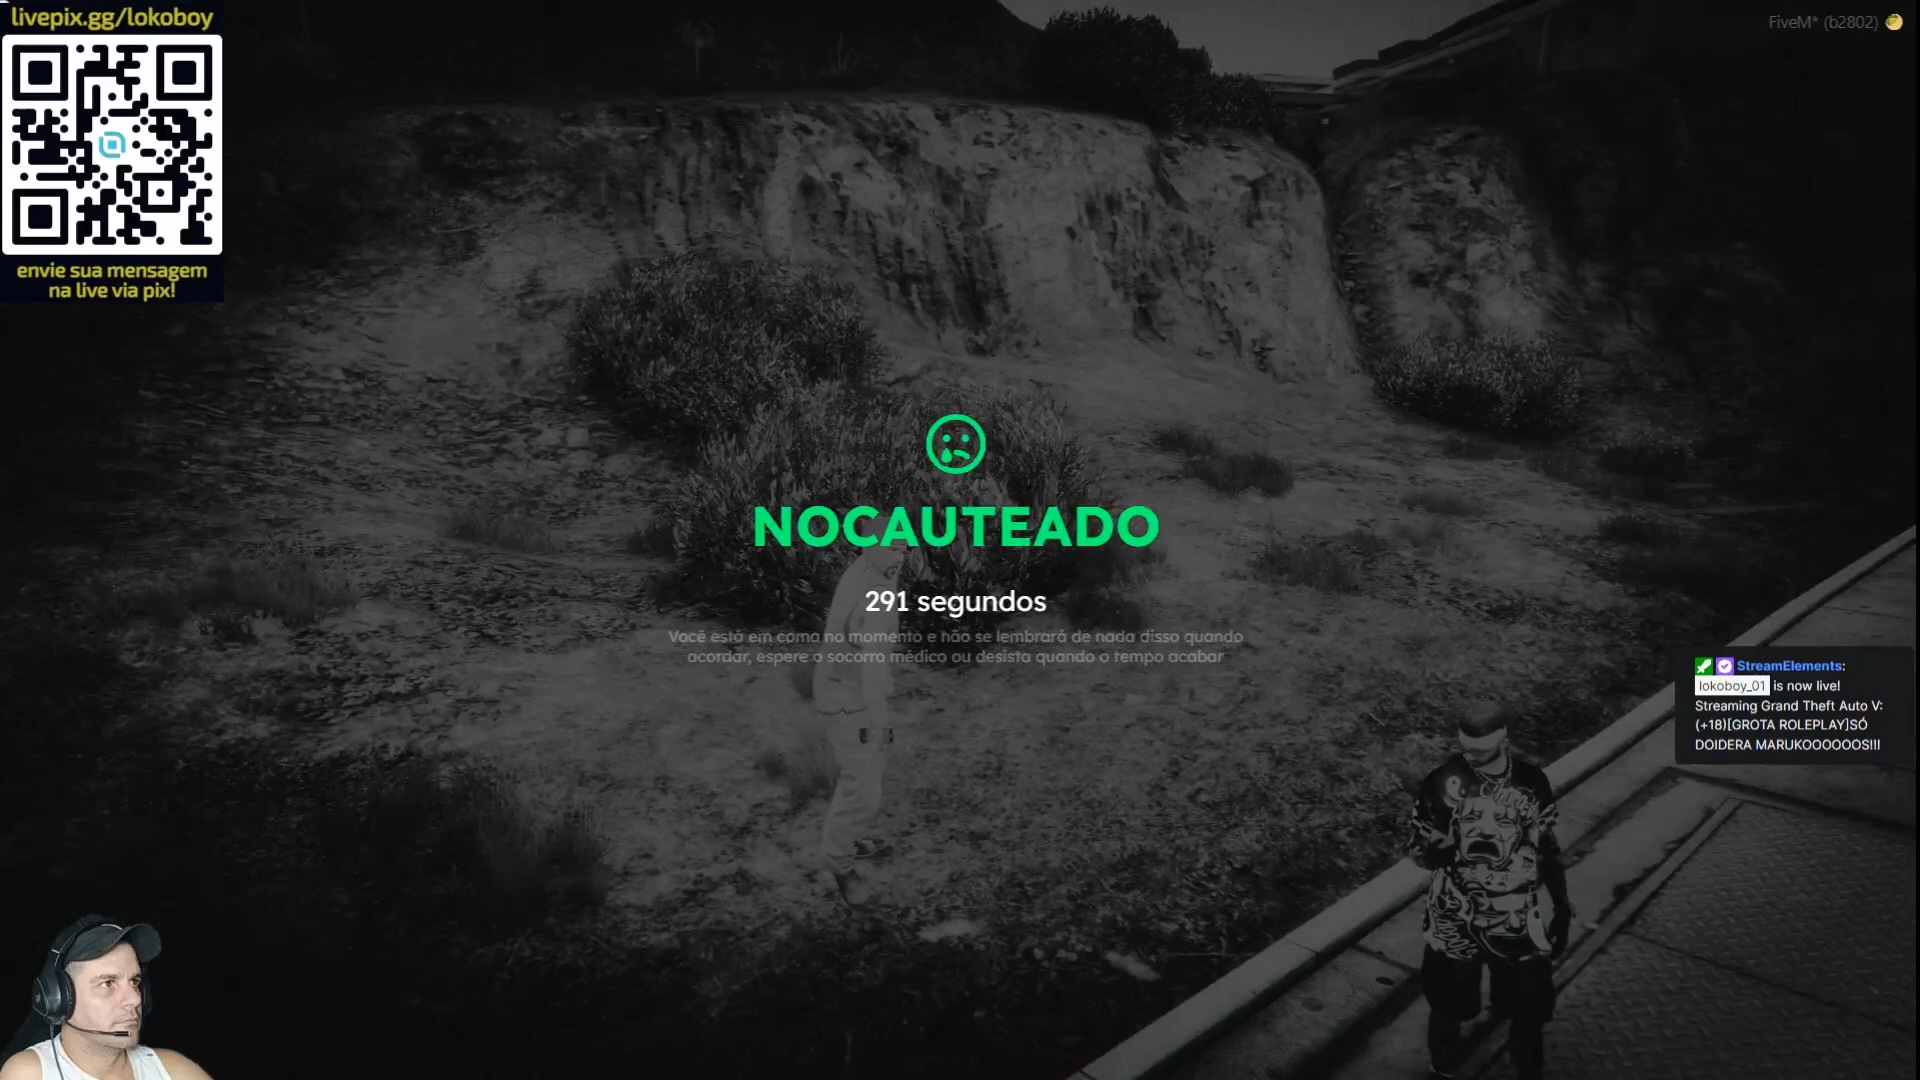 livepix.gg/lokoboy
envie sua mensagem
na live via pix!
FiveM* (b2802)
NOCAUTEADO
291 segundos
Você está em coma no momento e não se lembrará de nada disso quando
acordar, espere o socorro médico ou desista quando o tempo acabar
StreamElements:
lokoboy_01 is now live!
Streaming Grand Theft Auto V:
(+18)[GROTA ROLEPLAY]SÓ
DOIDERA MARUKOOOOOOS!!!